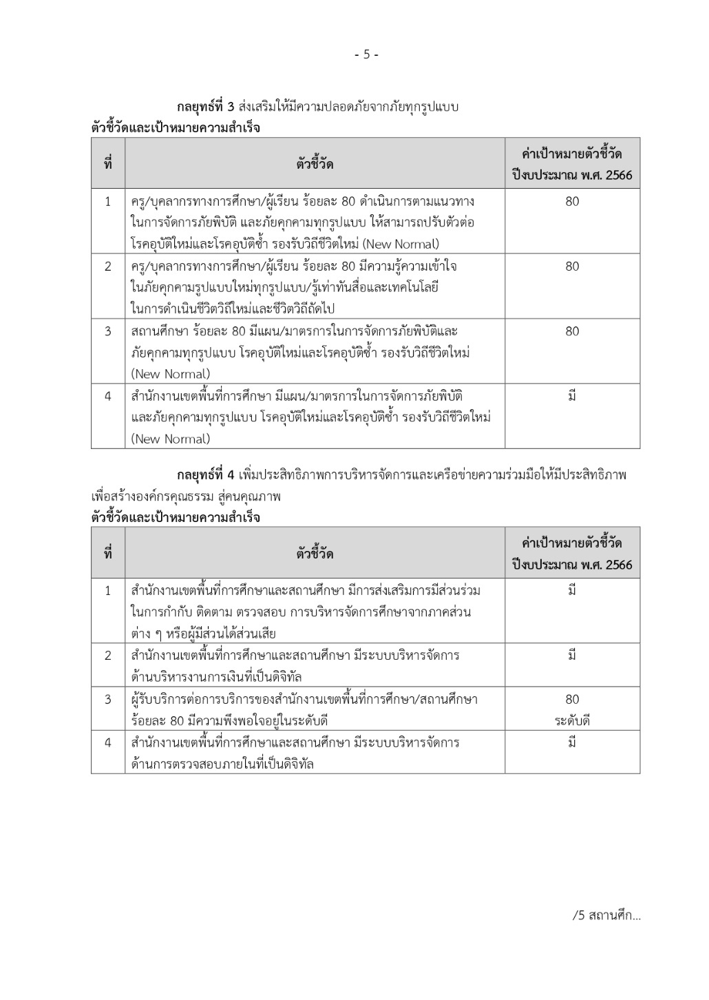 - 5 -
กลยุทธ์ที่ 3 ส่งเสริมให้มีความปลอดภัยจากภัยทุกรูปแบบ
ตัวชี้วัดและเป้าหมายความสำเร็จ
ที่
ตัวชี้วัด
ค่าเป้าหมายตัวชี้วัด
ปีงบประมาณ พ.ศ. 2566
1 ครู/บุคลากรทางการศึกษา/ผู้เรียน ร้อยละ 80 ดำเนินการตามแนวทาง 80
ในการจัดการภัยพิบัติ และภัยคุกคามทุกรูปแบบ ให้สามารถปรับตัวต่อ
โรคอุบัติใหม่และโรคอุบัติซ้ำ รองรับวิถีชีวิตใหม่ (New Normal)
2 ครู/บุคลากรทางการศึกษา/ผู้เรียน ร้อยละ 80 มีความรู้ความเข้าใจ 80
ในภัยคุกคามรูปแบบใหม่ทุกรูปแบบ/รู้เท่าทันสื่อและเทคโนโลยี
ในการดำเนินชีวิตวิถีใหม่และชีวิตวิถีถัดไป
3 สถานศึกษา ร้อยละ 80 มีแผน/มาตรการในการจัดการภัยพิบัติและ 80
ภัยคุกคามทุกรูปแบบ โรคอุบัติใหม่และโรคอุบัติซ้ำ รองรับวิถีชีวิตใหม่
(New Normal)
4 สำนักงานเขตพื้นที่การศึกษา มีแผน/มาตรการในการจัดการภัยพิบัติ มี
และภัยคุกคามทุกรูปแบบ โรคอุบัติใหม่และโรคอุบัติซ้ำ รองรับวิถีชีวิตใหม่
(New Normal)
กลยุทธ์ที่ 4 เพิ่มประสิทธิภาพการบริหารจัดการและเครือข่ายความร่วมมือให้มีประสิทธิภาพ
เพื่อสร้างองค์กรคุณธรรม สู่คนคุณภาพ
ตัวชี้วัดและเป้าหมายความสำเร็จ
ที่
ตัวชี้วัด
ค่าเป้าหมายตัวชี้วัด
ปีงบประมาณ พ.ศ. 2566
1 สำนักงานเขตพื้นที่การศึกษาและสถานศึกษา มีการส่งเสริมการมีส่วนร่วม มี
ในการกำกับ ติดตาม ตรวจสอบ การบริหารจัดการศึกษาจากภาคส่วน
ต่าง ๆ หรือผู้มีส่วนได้ส่วนเสีย
2 สำนักงานเขตพื้นที่การศึกษาและสถานศึกษา มีระบบบริหารจัดการ มี
ด้านบริหารงานการเงินที่เป็นดิจิทัล
3 ผู้รับบริการต่อการบริการของสำนักงานเขตพื้นที่การศึกษา/สถานศึกษา 80
ร้อยละ 80 มีความพึงพอใจอยู่ในระดับดี ระดับดี
4 สำนักงานเขตพื้นที่การศึกษาและสถานศึกษา มีระบบบริหารจัดการ มี
ด้านการตรวจสอบภายในที่เป็นดิจิทัล
/5 สถานศึก...